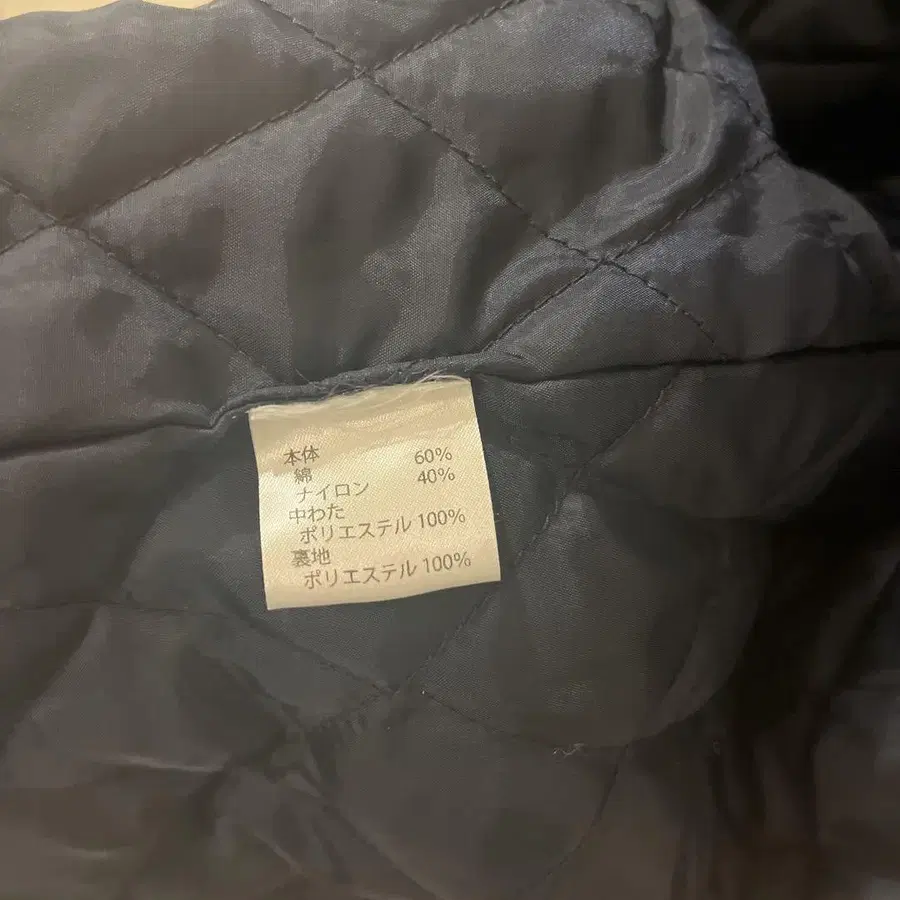 本体
綿 60%
ナイロン 40%
中わた
ポリエステル 100%
裏地
ポリエステル 100%